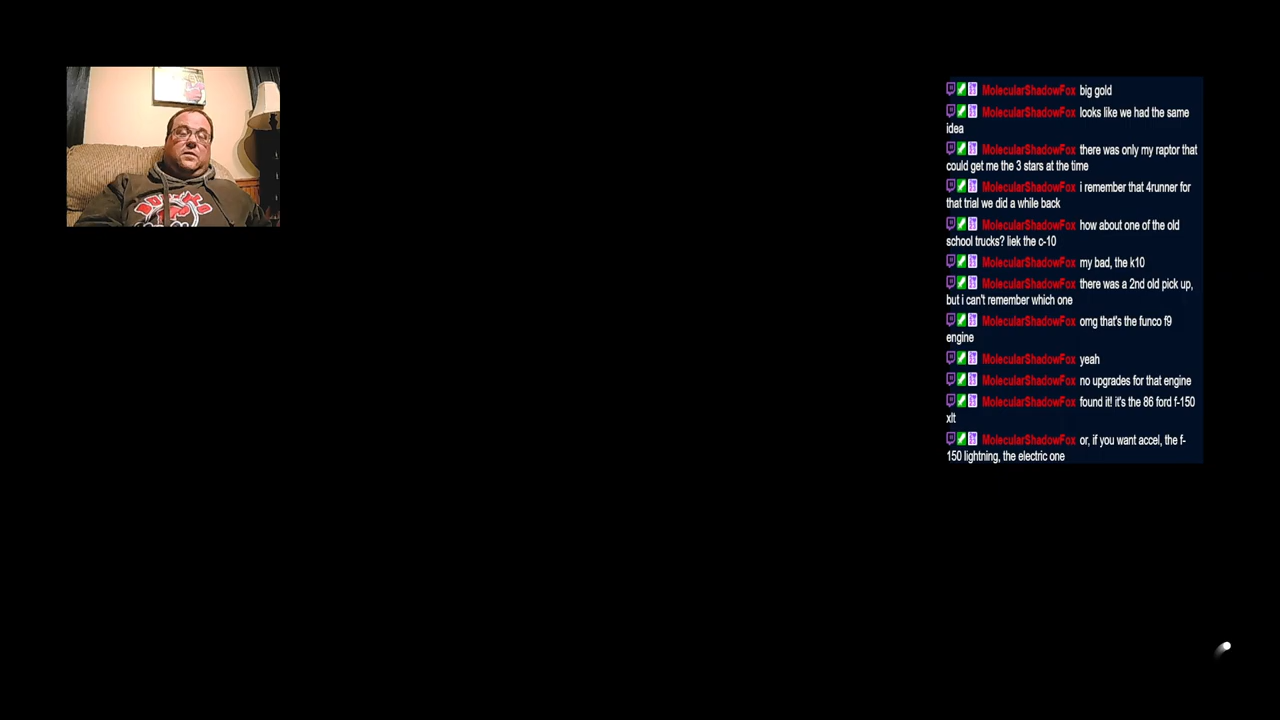 MolecularShadowFox big gold
MolecularShadowFox looks like we had the same
idea
MolecularShadowFox there was only my raptor that
could get me the 3 stars at the time
MolecularShadowFox i remember that 4runner for
that trial we did a while back
MolecularShadowFox how about one of the old
school trucks? liek the c-10
MolecularShadowFox my bad, the k10
MolecularShadowFox there was a 2nd old pick up,
but i can't remember which one
MolecularShadowFox omg that's the funco f9
engine
MolecularShadowFox yeah
MolecularShadowFox no upgrades for that engine
MolecularShadowFox found it! it's the 86 ford f-150
xlt
MolecularShadowFox or, if you want accel, the f-
150 lightning, the electric one